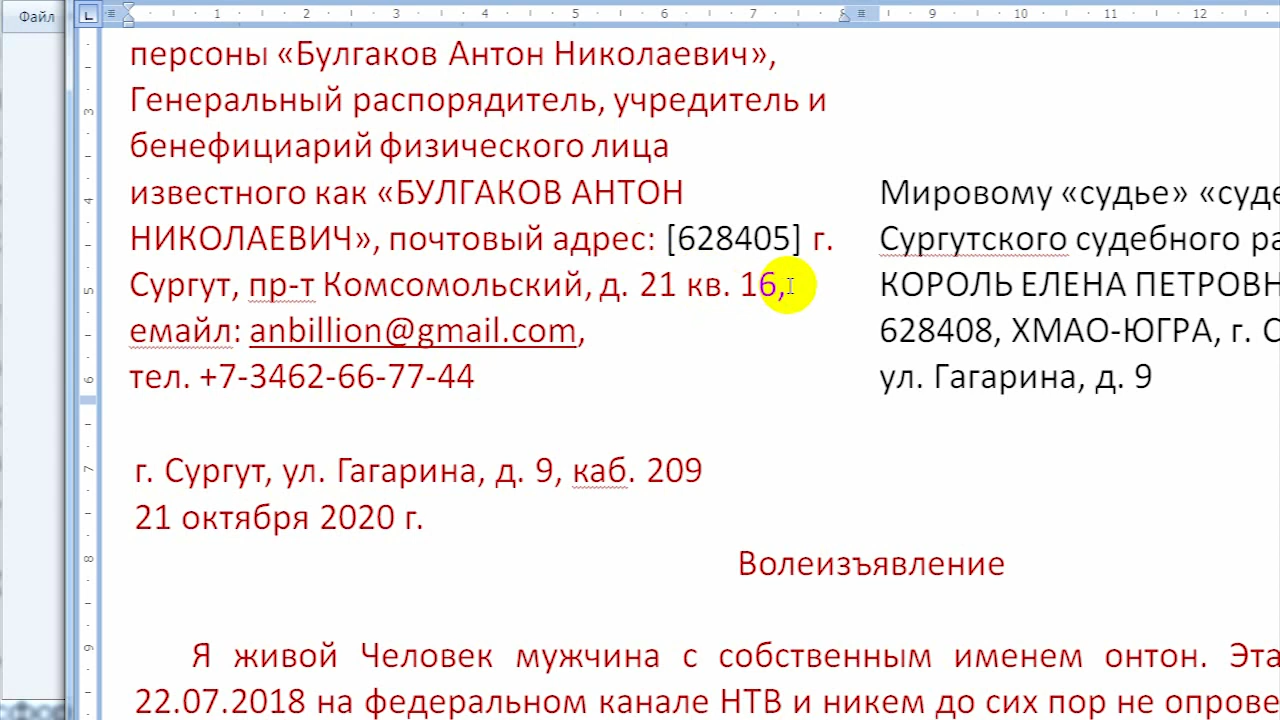 Файл
персоны «Булгаков Антон Николаевич»,
Генеральный распорядитель, учредитель и
бенефициарий физического лица
известного как «БУЛГАКОВ АНТОН
НИКОЛАЕВИЧ», почтовый адрес: [628405] г.
Сургут, пр-т Комсомольский, д. 21 кв. 16,
емайл: anbillion@gmail.com,
тел. +7-3462-66-77-44
Мировому «судье» «суде
Сургутского судебного ра
КОРОЛЬ ЕЛЕНА ПЕТРОВН
628408, ХМАО-ЮГРА, г. С
ул. Гагарина, д. 9
г. Сургут, ул. Гагарина, д. 9, каб. 209
21 октября 2020 г.
Волеизъявление
Я живой Человек мужчина с собственным именем онтон. Эта
22.07.2018 на федеральном канале НТВ и никем до сих пор не опрове